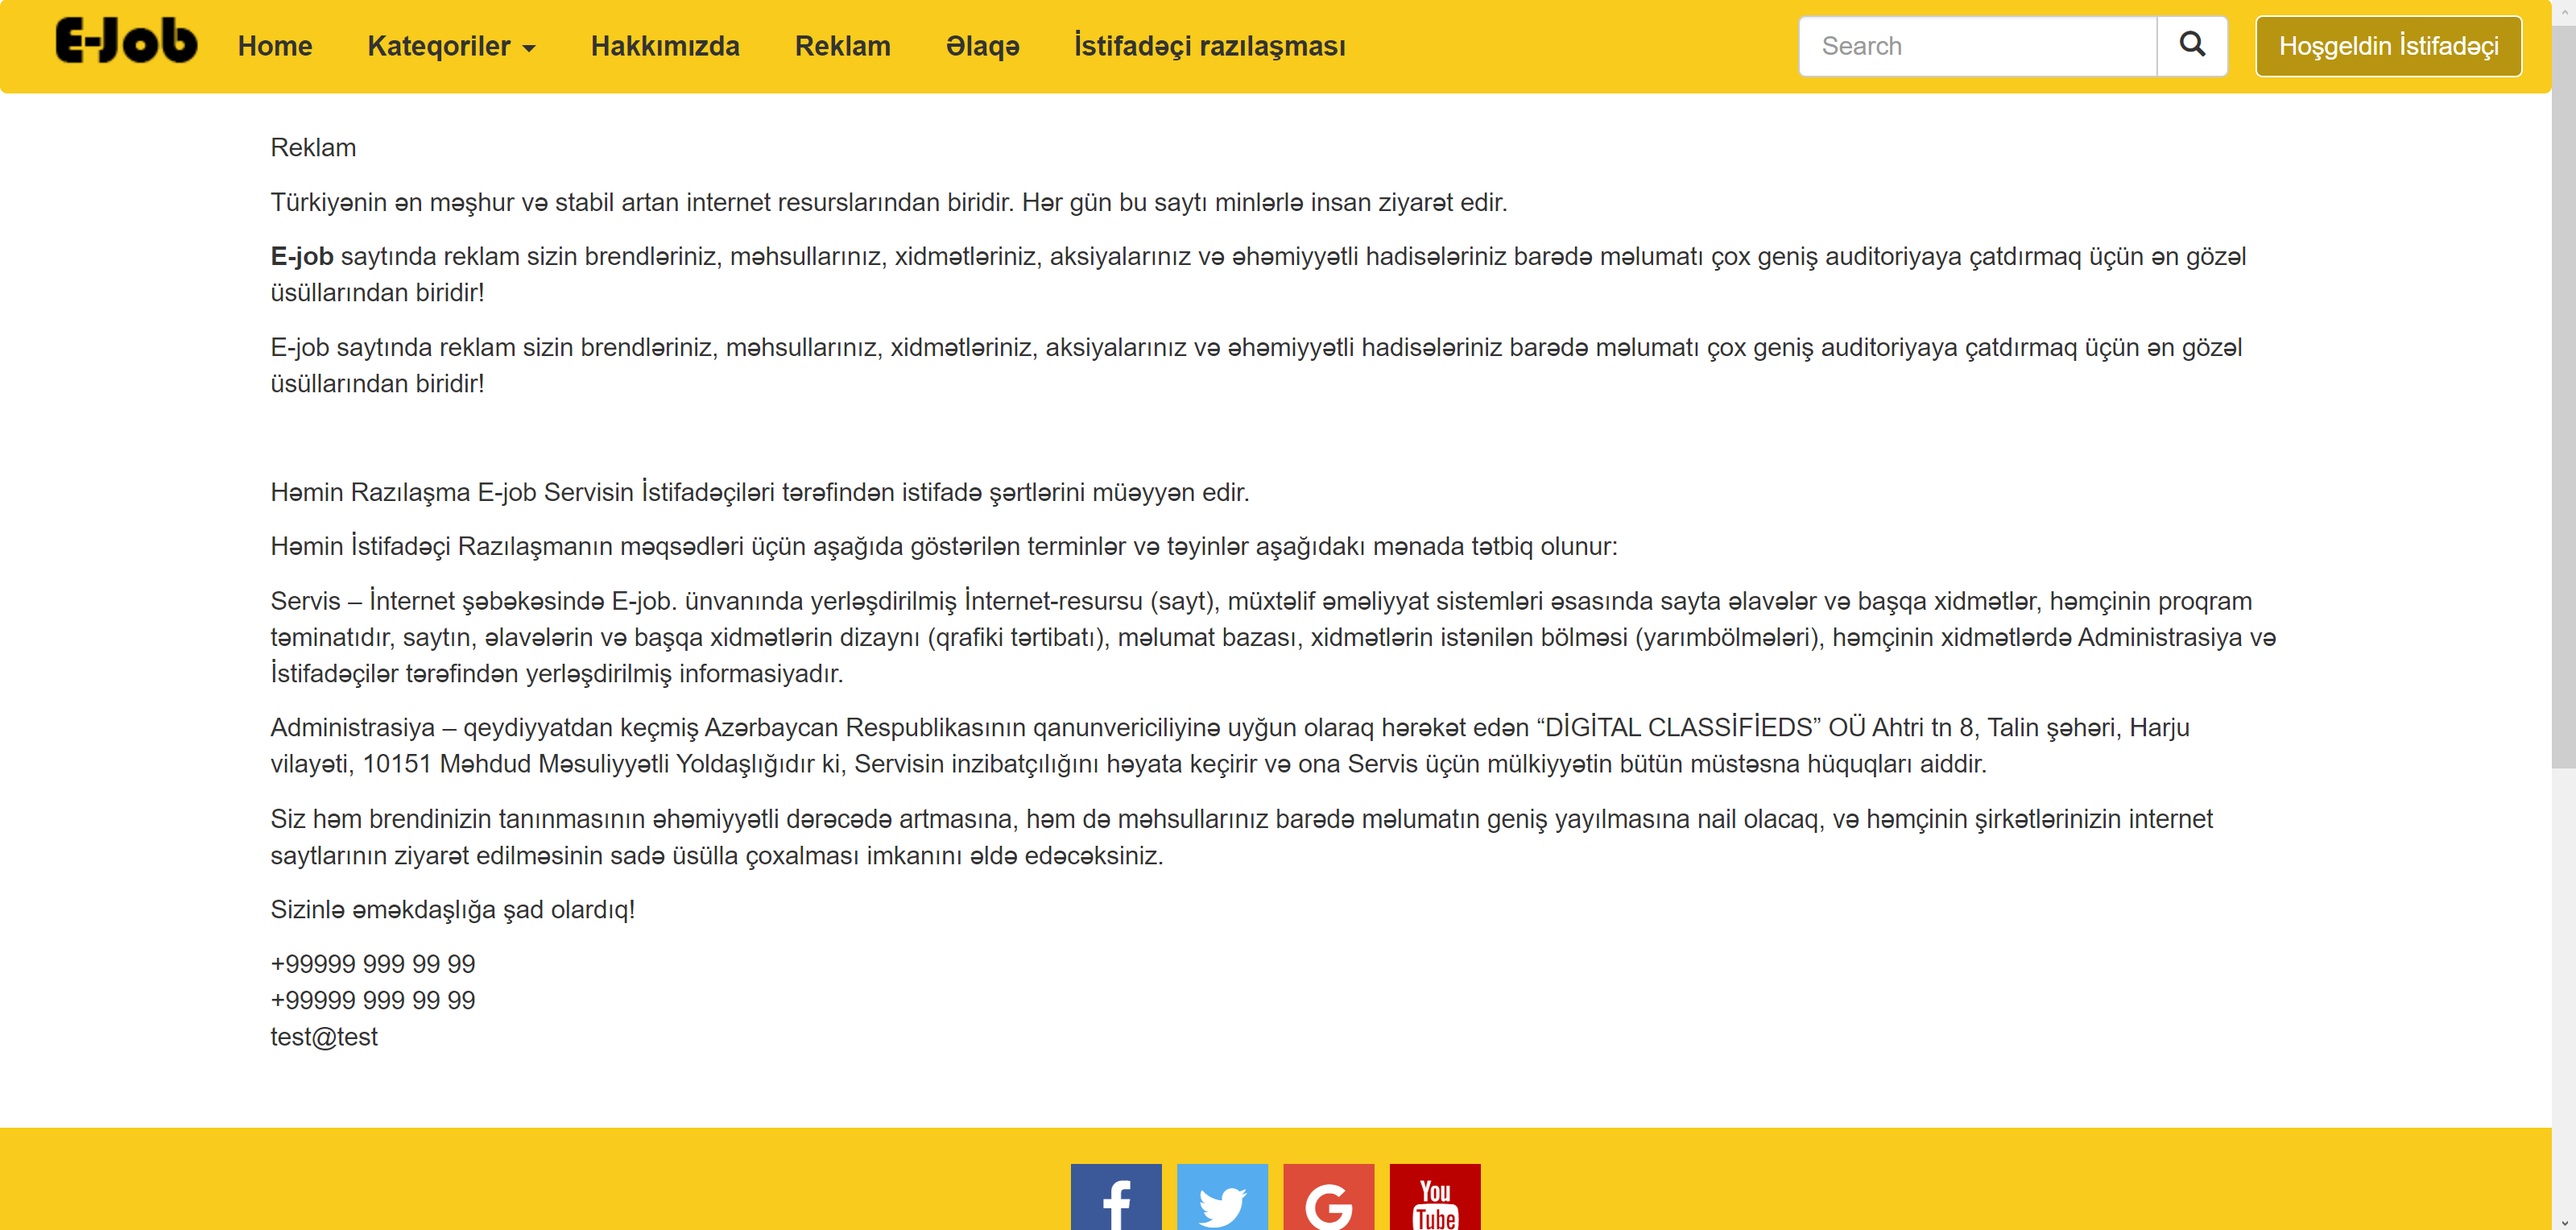 E-Job Home Kateqoriler Hakkımızda Reklam Əlaqə İstifadəçi razılaşması Search Hoşgeldin İstifadəçi
Reklam
Türkiyənin ən məşhur və stabil artan internet resurslarından biridir. Hər gün bu saytı minlərlə insan ziyarət edir.
E-job saytında reklam sizin brendləriniz, məhsullarınız, xidmətləriniz, aksiyalarınız və əhəmiyyətli hadisələriniz barədə məlumatı çox geniş auditoriyaya çatdırmaq üçün ən gözəl
üsüllarından biridir!
E-job saytında reklam sizin brendləriniz, məhsullarınız, xidmətləriniz, aksiyalarınız və əhəmiyyətli hadisələriniz barədə məlumatı çox geniş auditoriyaya çatdırmaq üçün ən gözəl
üsüllarından biridir!
Həmin Razılaşma E-job Servisin İstifadəçiləri tərəfindən istifadə şərtlərini müəyyən edir.
Həmin İstifadəçi Razılaşmanın məqsədləri üçün aşağıda göstərilən terminlər və təyinlər aşağıdakı mənada tətbiq olunur:
Servis – İnternet şəbəkəsində E-job. ünvanında yerləşdirilmiş İnternet-resursu (sayt), müxtəlif əməliyyat sistemləri əsasında sayta əlavələr və başqa xidmətlər, həmçinin proqram
təminatıdır, saytın, əlavələrin və başqa xidmətlərin dizaynı (qrafiki tərtibatı), məlumat bazası, xidmətlərin istənilən bölməsi (yarımbölmələri), həmçinin xidmətlərdə Administrasiya və
İstifadəçilər tərəfindən yerləşdirilmiş informasiyadır.
Administrasiya – qeydiyyatdan keçmiş Azərbaycan Respublikasının qanunvericiliyinə uyğun olaraq hərəkət edən “DİGİTAL CLASSİFİEDS” OÜ Ahtri tn 8, Talin şəhəri, Harju
vilayəti, 10151 Məhdud Məsuliyyətli Yoldaşlığıdır ki, Servisin inzibatçılığını həyata keçirir və ona Servis üçün mülkiyyətin bütün müstəsna hüquqları aiddir.
Siz həm brendinizin tanınmasının əhəmiyyətli dərəcədə artmasına, həm də məhsullarınız barədə məlumatın geniş yayılmasına nail olacaq, və həmçinin şirkətlərinizin internet
saytlarının ziyarət edilməsinin sadə üsülla çoxalması imkanını əldə edəcəksiniz.
Sizinlə əməkdaşlığa şad olardıq!
+99999 999 99 99
+99999 999 99 99
test@test
You
Tube